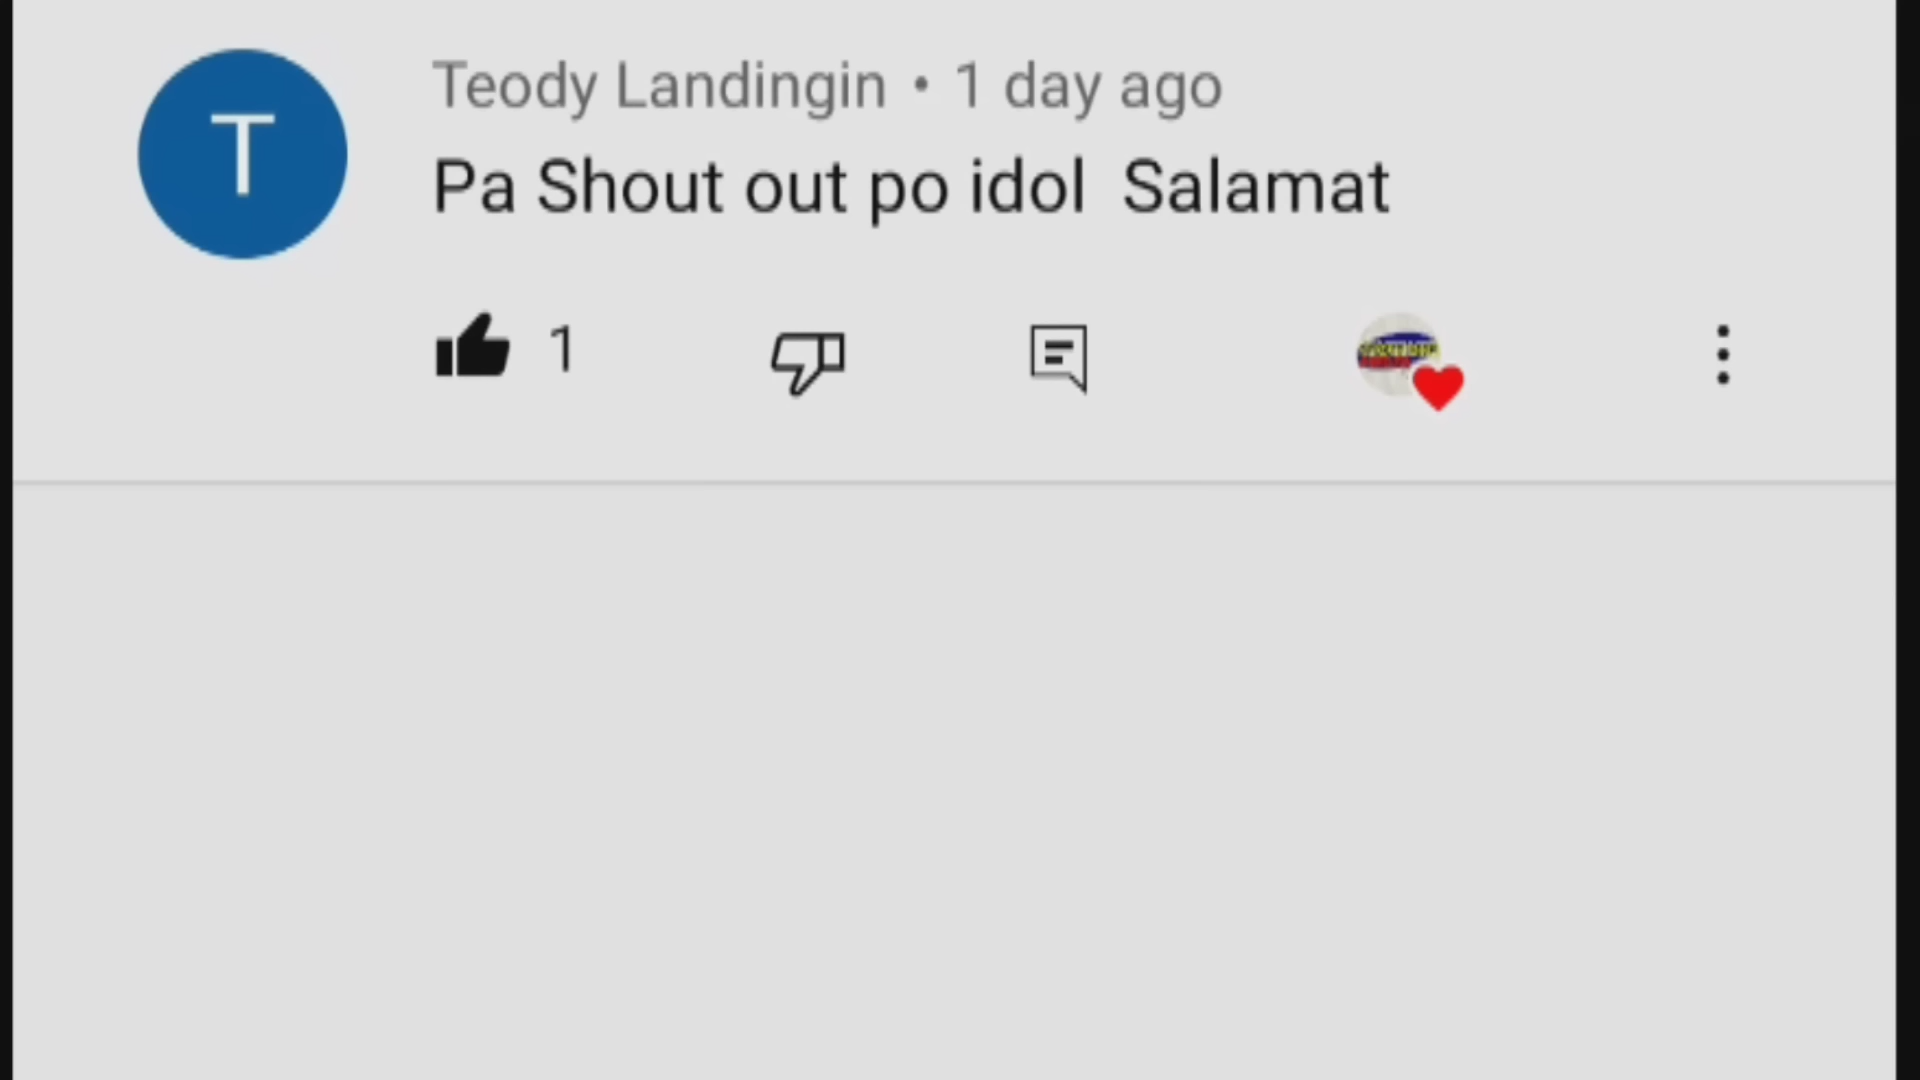 T
Teody Landingin • 1 day ago
Pa Shout out po idol Salamat
1